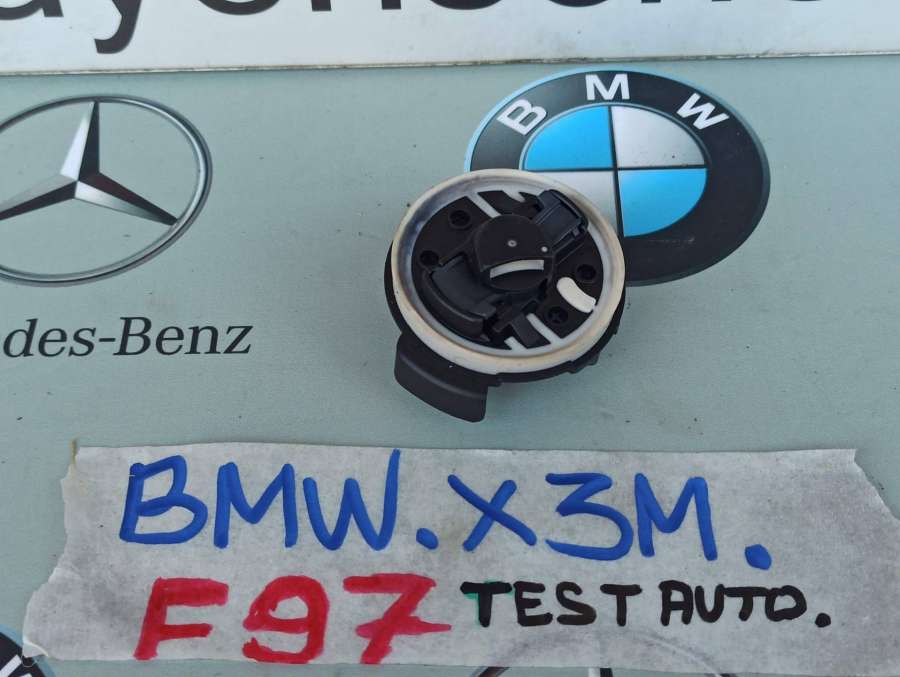 BMW
des-Benz
BMW.X3M.
F97 TEST AUTO.